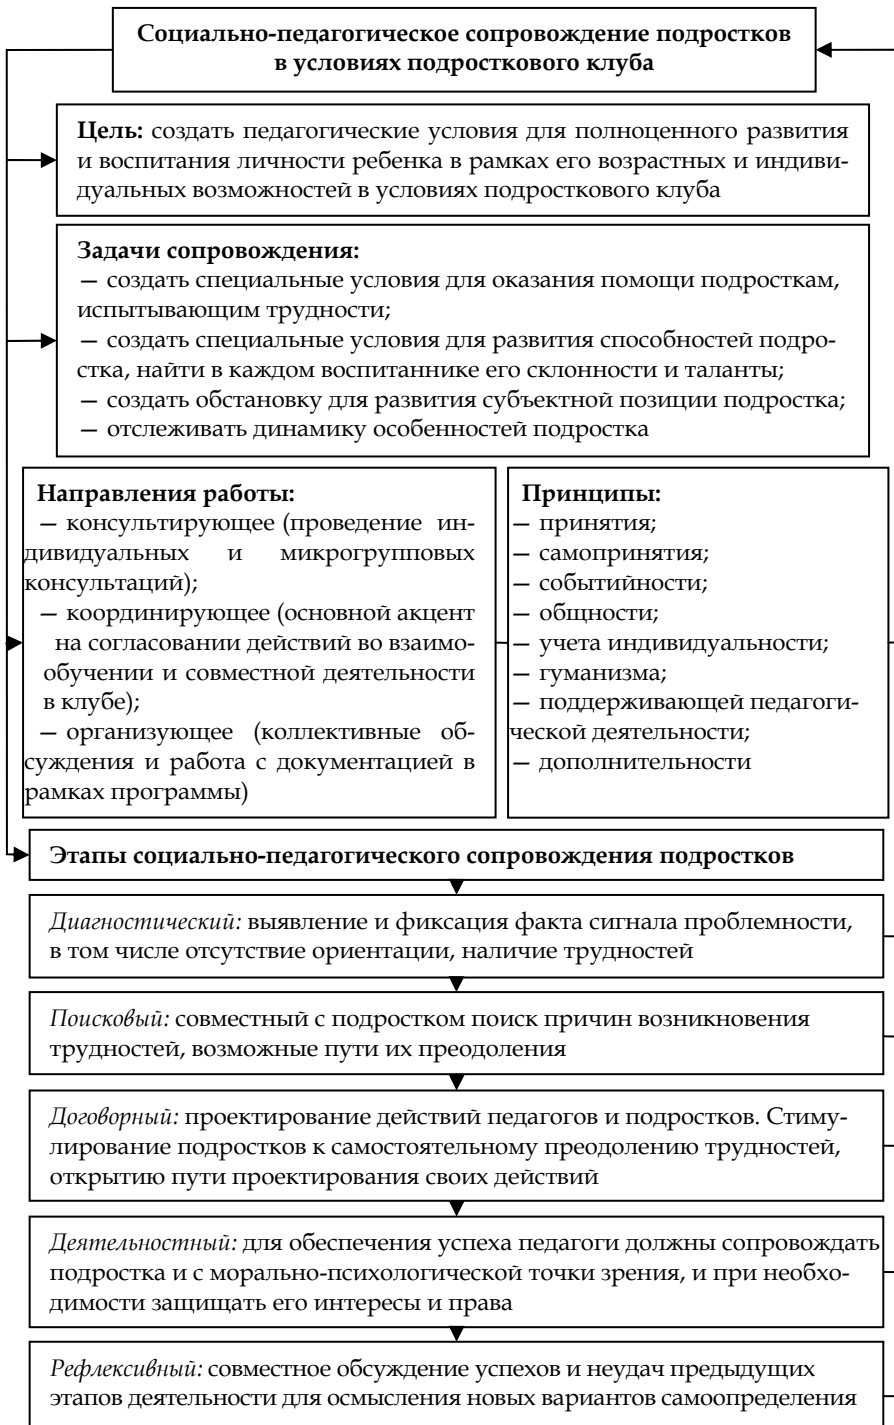 Социально-педагогическое сопровождение подростков
в условиях подросткового клуба
Цель: создать педагогические условия для полноценного развития
и воспитания личности ребенка в рамках его возрастных и индиви-
дуальных возможностей в условиях подросткового клуба
Задачи сопровождения:
— создать специальные условия для оказания помощи подросткам,
испытывающим трудности;
— создать специальные условия для развития способностей подро-
стка, найти в каждом воспитаннике его склонности и таланты;
— создать обстановку для развития субъектной позиции подростка;
— отслеживать динамику особенностей подростка
Направления работы:
— консультирующее (проведение ин-
дивидуальных и микрогрупповых
консультаций);
— координирующее (основной акцент
на согласовании действий во взаимо-
обучении и совместной деятельности
в клубе);
— организующее (коллективные об-
суждения и работа с документацией в
рамках программы)
Принципы:
— принятия;
— самопринятия;
— событийности;
— общности;
— учета индивидуальности;
— гуманизма;
— поддерживающей педагоги-
ческой деятельности;
— дополнительности
Этапы социально-педагогического сопровождения подростков
Диагностический: выявление и фиксация факта сигнала проблемности,
в том числе отсутствие ориентации, наличие трудностей
Поисковый: совместный с подростком поиск причин возникновения
трудностей, возможные пути их преодоления
Договорный: проектирование действий педагогов и подростков. Стиму-
лирование подростков к самостоятельному преодолению трудностей,
открытию пути проектирования своих действий
Деятельностный: для обеспечения успеха педагоги должны сопровождать
подростка и с морально-психологической точки зрения, и при необхо-
димости защищать его интересы и права
Рефлексивный: совместное обсуждение успехов и неудач предыдущих
этапов деятельности для осмысления новых вариантов самоопределения